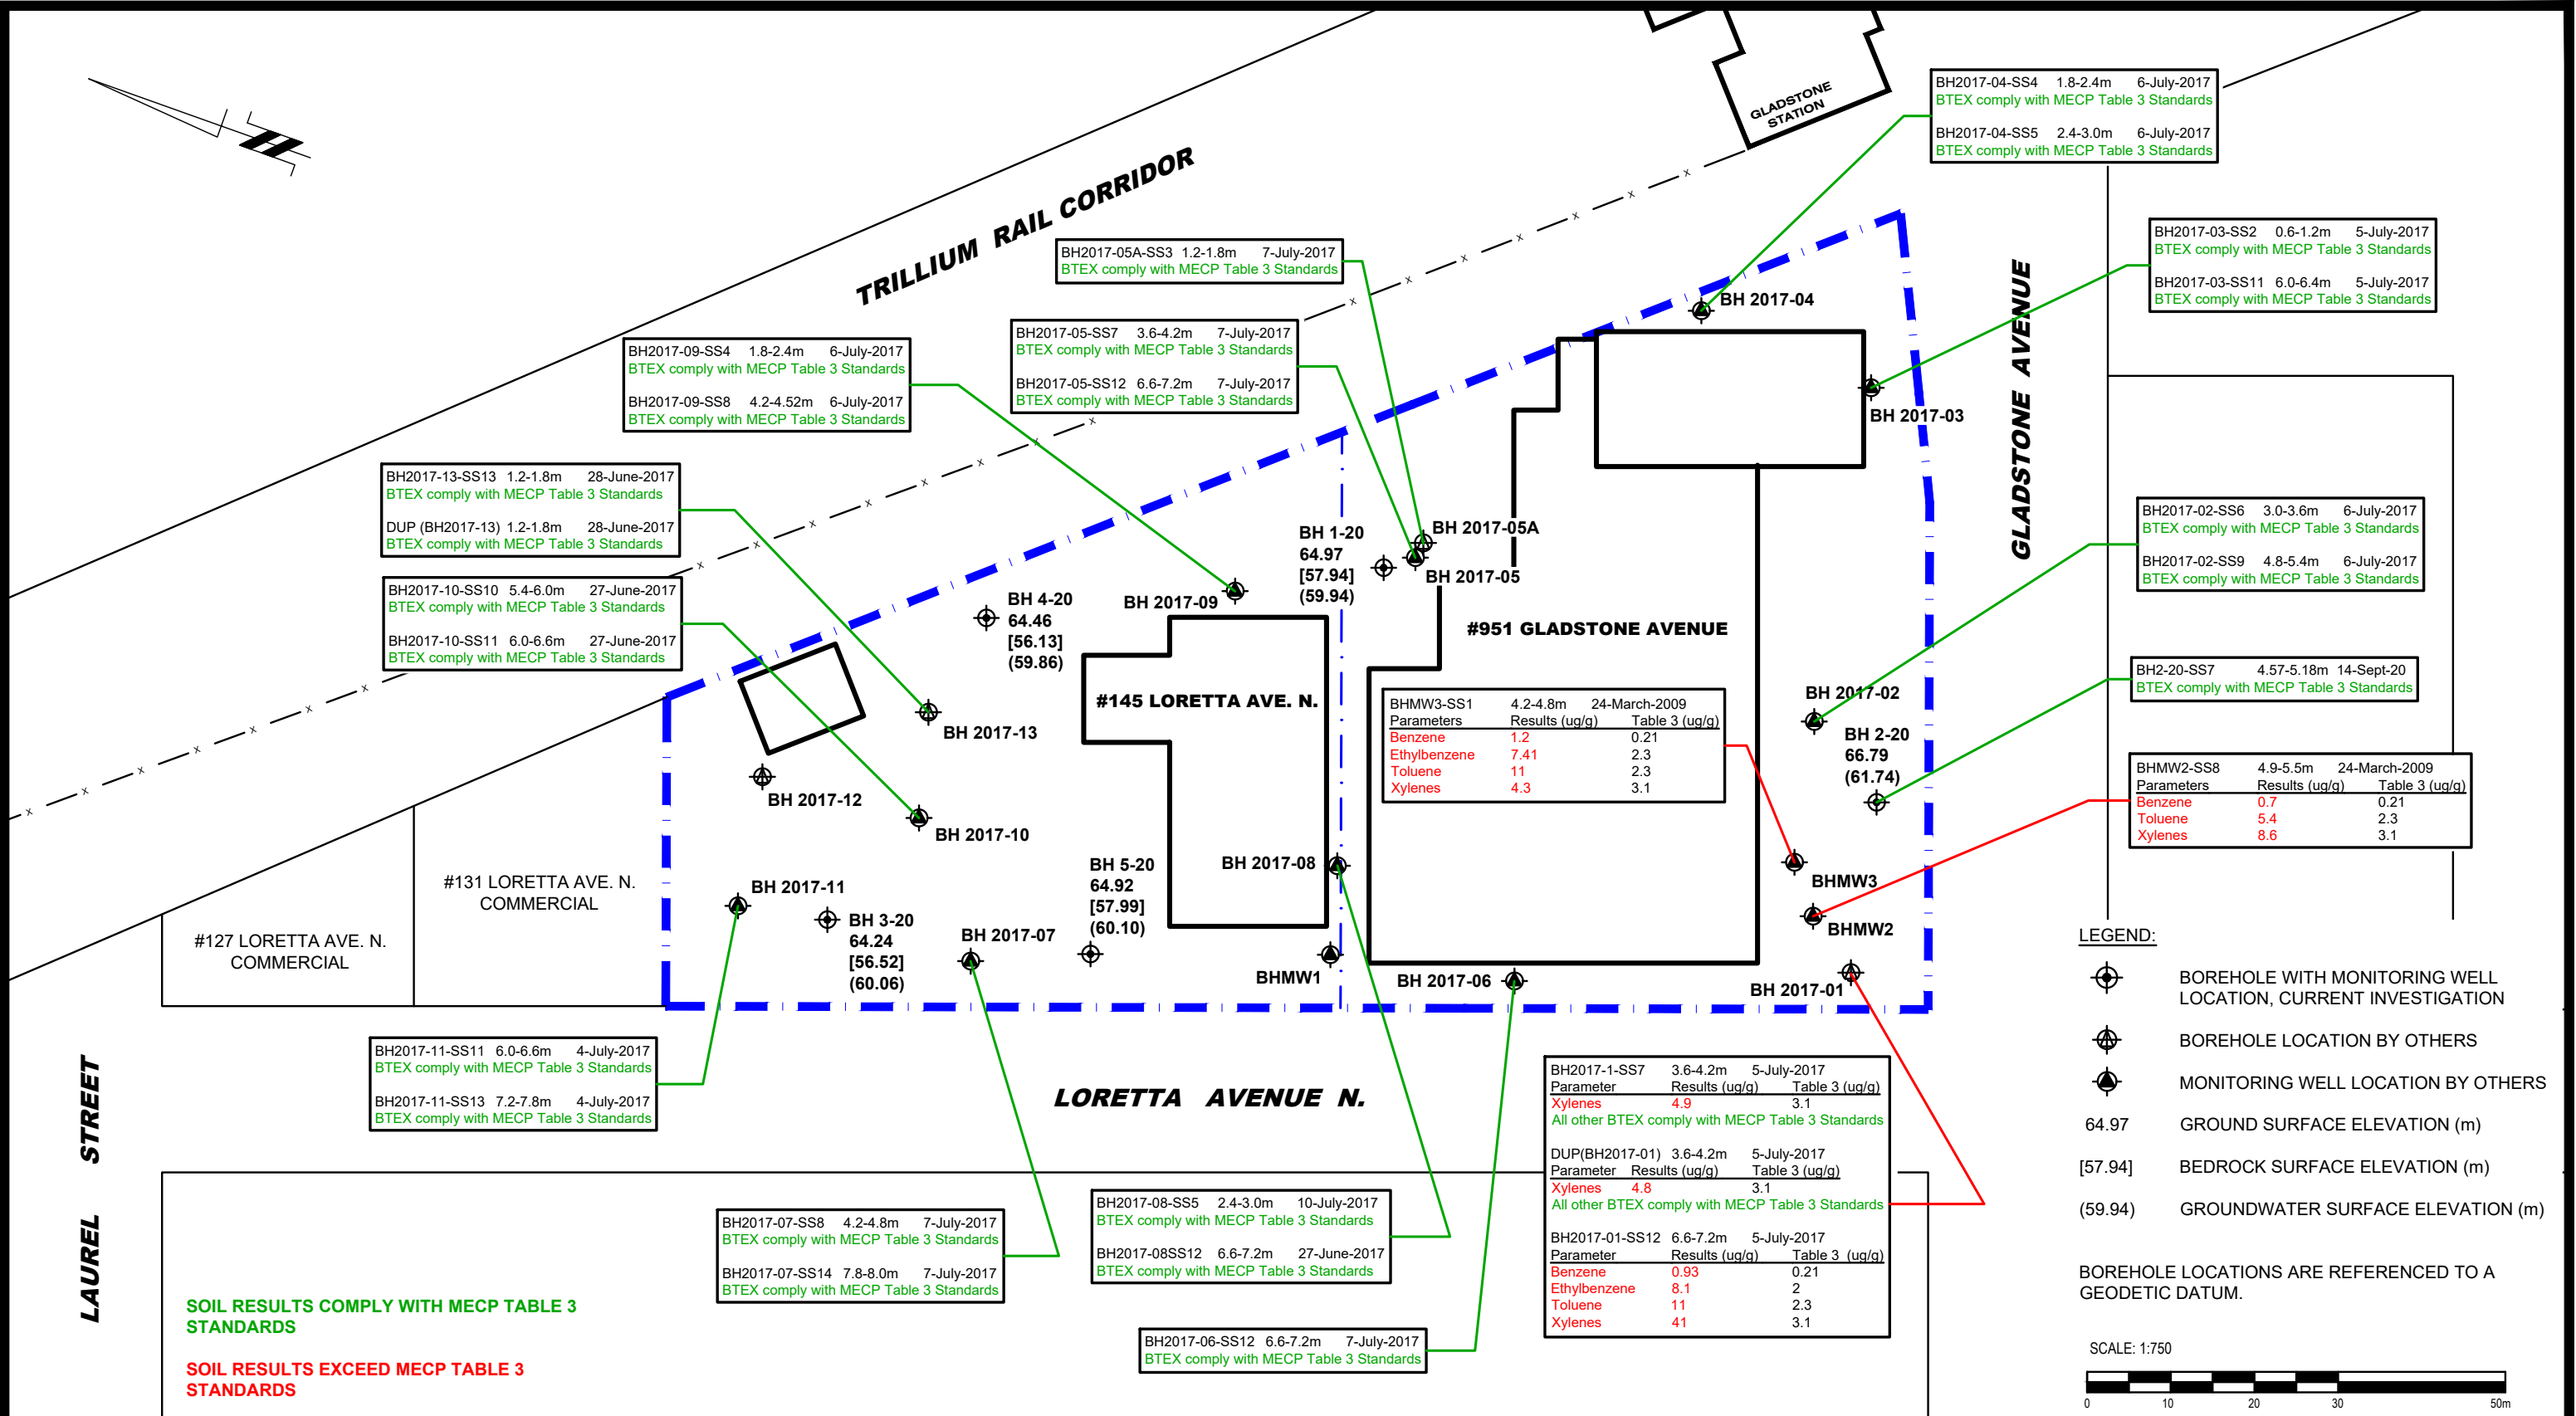 GLADSTONE
STATION
TRILLIUM RAIL CORRIDOR
GLADSTONE AVENUE
BH2017-04-SS4 1.8-2.4m 6-July-2017
BTEX comply with MECP Table 3 Standards
BH2017-04-SS5 2.4-3.0m 6-July-2017
BTEX comply with MECP Table 3 Standards
BH2017-03-SS2 0.6-1.2m 5-July-2017
BTEX comply with MECP Table 3 Standards
BH2017-03-SS11 6.0-6.4m 5-July-2017
BTEX comply with MECP Table 3 Standards
BH2017-05A-SS3 1.2-1.8m 7-July-2017
BTEX comply with MECP Table 3 Standards
BH2017-05-SS7 3.6-4.2m 7-July-2017
BTEX comply with MECP Table 3 Standards
BH2017-05-SS12 6.6-7.2m 7-July-2017
BTEX comply with MECP Table 3 Standards
BH2017-09-SS4 1.8-2.4m 6-July-2017
BTEX comply with MECP Table 3 Standards
BH2017-09-SS8 4.2-4.52m 6-July-2017
BTEX comply with MECP Table 3 Standards
BH2017-13-SS13 1.2-1.8m 28-June-2017
BTEX comply with MECP Table 3 Standards
DUP (BH2017-13) 1.2-1.8m 28-June-2017
BTEX comply with MECP Table 3 Standards
BH2017-10-SS10 5.4-6.0m 27-June-2017
BTEX comply with MECP Table 3 Standards
BH2017-10-SS11 6.0-6.6m 27-June-2017
BTEX comply with MECP Table 3 Standards
BH2017-02-SS6 3.0-3.6m 6-July-2017
BTEX comply with MECP Table 3 Standards
BH2017-02-SS9 4.8-5.4m 6-July-2017
BTEX comply with MECP Table 3 Standards
BH2-20-SS7 4.57-5.18m 14-Sept-20
BTEX comply with MECP Table 3 Standards
BHMW2-SS8 4.9-5.5m 24-March-2009
Parameters Results (ug/g) Table 3 (ug/g)
Benzene 0.7 0.21
Toluene 5.4 2.3
Xylenes 8.6 3.1
BHMW3-SS1 4.2-4.8m 24-March-2009
Parameters Results (ug/g) Table 3 (ug/g)
Benzene 1.2 0.21
Ethylbenzene 7.41 2.3
Toluene 11 2.3
Xylenes 4.3 3.1
BH 2017-04
BH 2017-03
BH 2017-05A
BH 2017-05
BH 1-20
64.97
[57.94]
(59.94)
BH 2017-09
BH 4-20
64.46
[56.13]
(59.86)
#951 GLADSTONE AVENUE
#145 LORETTA AVE. N.
BH 2017-02
BH 2-20
66.79
(61.74)
BH 2017-13
BH 2017-12
BH 2017-10
BH 2017-08
BHMW3
BHMW2
BH 2017-11
BH 3-20
64.24
[56.52]
(60.06)
BH 2017-07
BH 5-20
64.92
[57.99]
(60.10)
BHMW1
BH 2017-06
BH 2017-01
#131 LORETTA AVE. N.
COMMERCIAL
#127 LORETTA AVE. N.
COMMERCIAL
LORETTA AVENUE N.
LAUREL STREET
BH2017-11-SS11 6.0-6.6m 4-July-2017
BTEX comply with MECP Table 3 Standards
BH2017-11-SS13 7.2-7.8m 4-July-2017
BTEX comply with MECP Table 3 Standards
BH2017-07-SS8 4.2-4.8m 7-July-2017
BTEX comply with MECP Table 3 Standards
BH2017-07-SS14 7.8-8.0m 7-July-2017
BTEX comply with MECP Table 3 Standards
BH2017-08-SS5 2.4-3.0m 10-July-2017
BTEX comply with MECP Table 3 Standards
BH2017-08SS12 6.6-7.2m 27-June-2017
BTEX comply with MECP Table 3 Standards
BH2017-06-SS12 6.6-7.2m 7-July-2017
BTEX comply with MECP Table 3 Standards
BH2017-1-SS7 3.6-4.2m 5-July-2017
Parameter Results (ug/g) Table 3 (ug/g)
Xylenes 4.9 3.1
All other BTEX comply with MECP Table 3 Standards
DUP(BH2017-01) 3.6-4.2m 5-July-2017
Parameter Results (ug/g) Table 3 (ug/g)
Xylenes 4.8 3.1
All other BTEX comply with MECP Table 3 Standards
BH2017-01-SS12 6.6-7.2m 5-July-2017
Parameter Results (ug/g) Table 3 (ug/g)
Benzene 0.93 0.21
Ethylbenzene 8.1 2
Toluene 11 2.3
Xylenes 41 3.1
SOIL RESULTS COMPLY WITH MECP TABLE 3
STANDARDS
SOIL RESULTS EXCEED MECP TABLE 3
STANDARDS
LEGEND:
BOREHOLE WITH MONITORING WELL
LOCATION, CURRENT INVESTIGATION
BOREHOLE LOCATION BY OTHERS
MONITORING WELL LOCATION BY OTHERS
64.97 GROUND SURFACE ELEVATION (m)
[57.94] BEDROCK SURFACE ELEVATION (m)
(59.94) GROUNDWATER SURFACE ELEVATION (m)
BOREHOLE LOCATIONS ARE REFERENCED TO A
GEODETIC DATUM.
SCALE: 1:750
0 10 20 30 50m